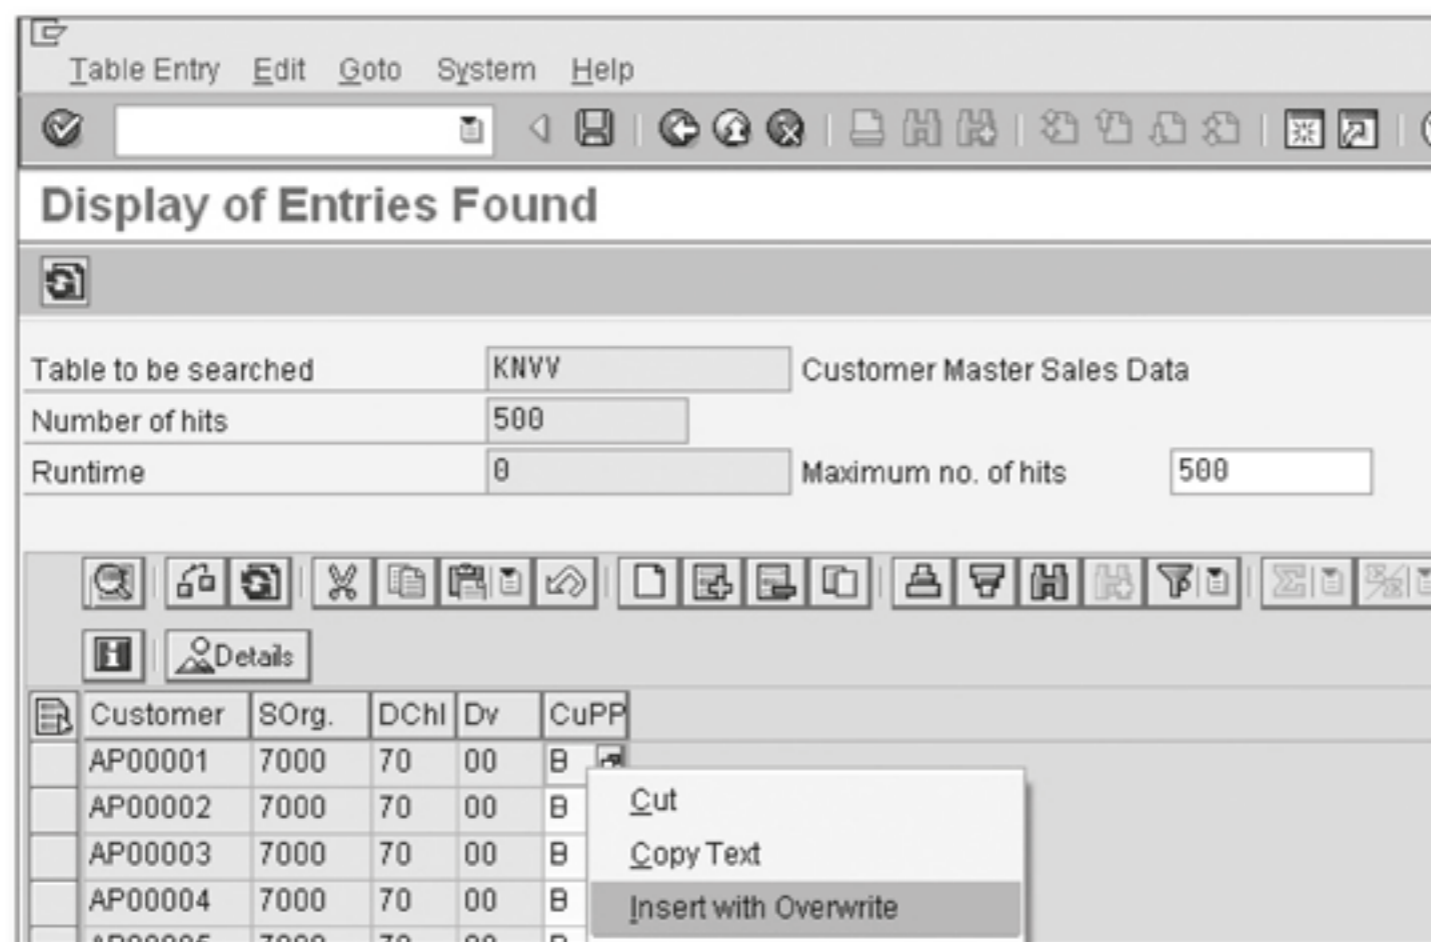 Table Entry Edit Goto System Help
Display of Entries Found
Table to be searched KNVV Customer Master Sales Data
Number of hits 500
Runtime 0 Maximum no. of hits 500
Details
Customer SOrg. DChl Dv CuPP
AP00001 7000 70 00 B
Cut
AP00002 7000 70 00 B
Copy Text
AP00003 7000 70 00 B
Insert with Overwrite
AP00004 7000 70 00 B